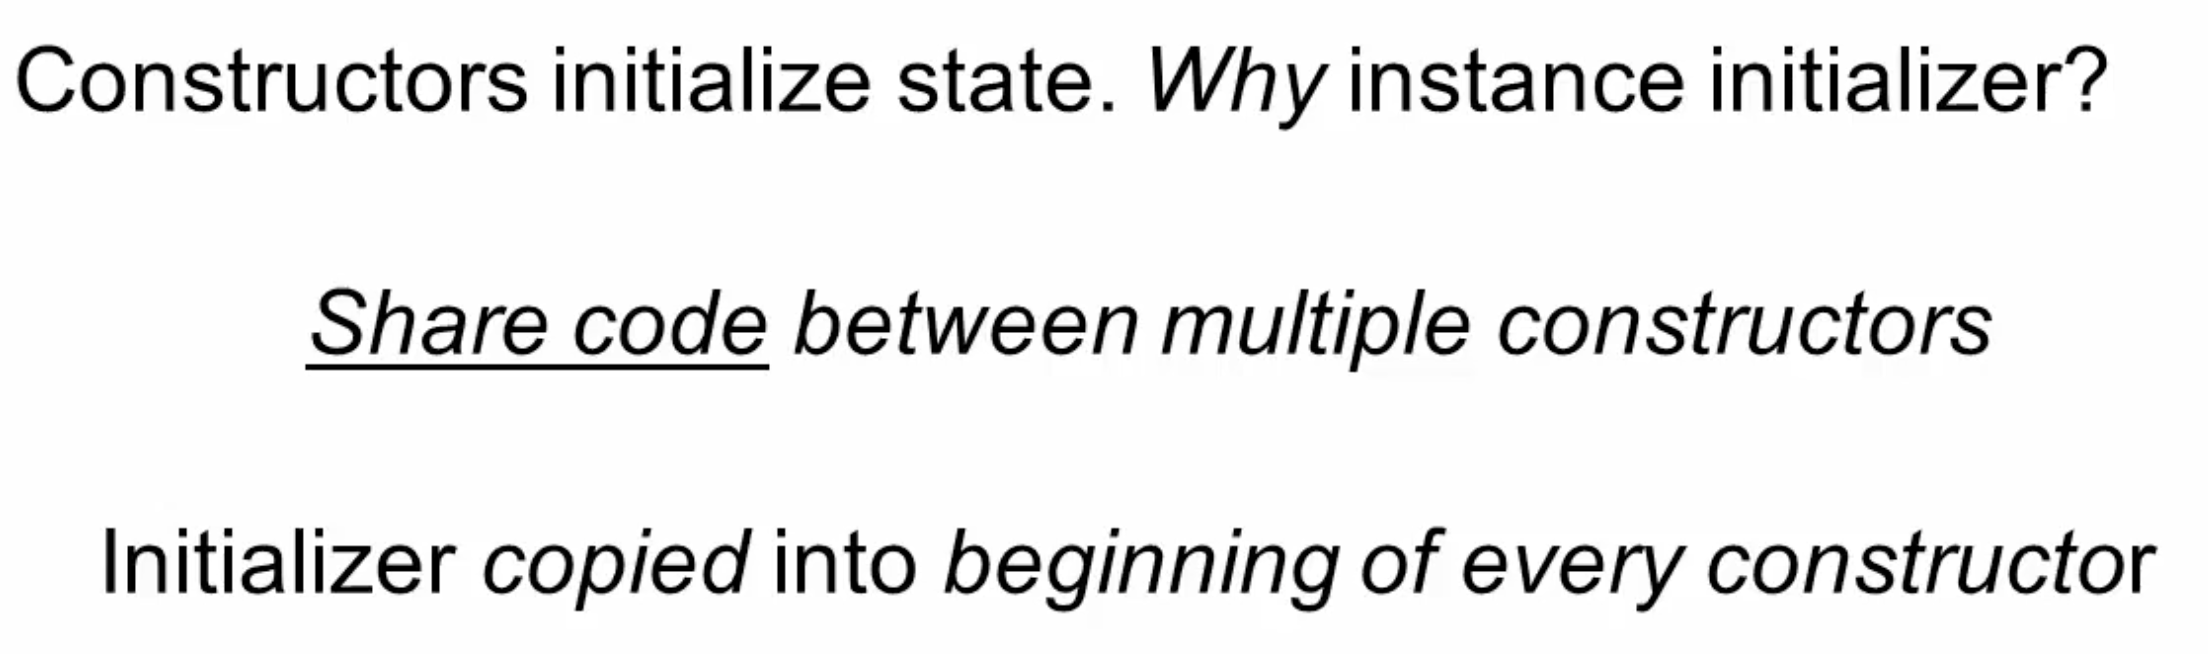 Constructors initialize state. Why instance initializer?
Share code between multiple constructors
Initializer copied into beginning of every constructor